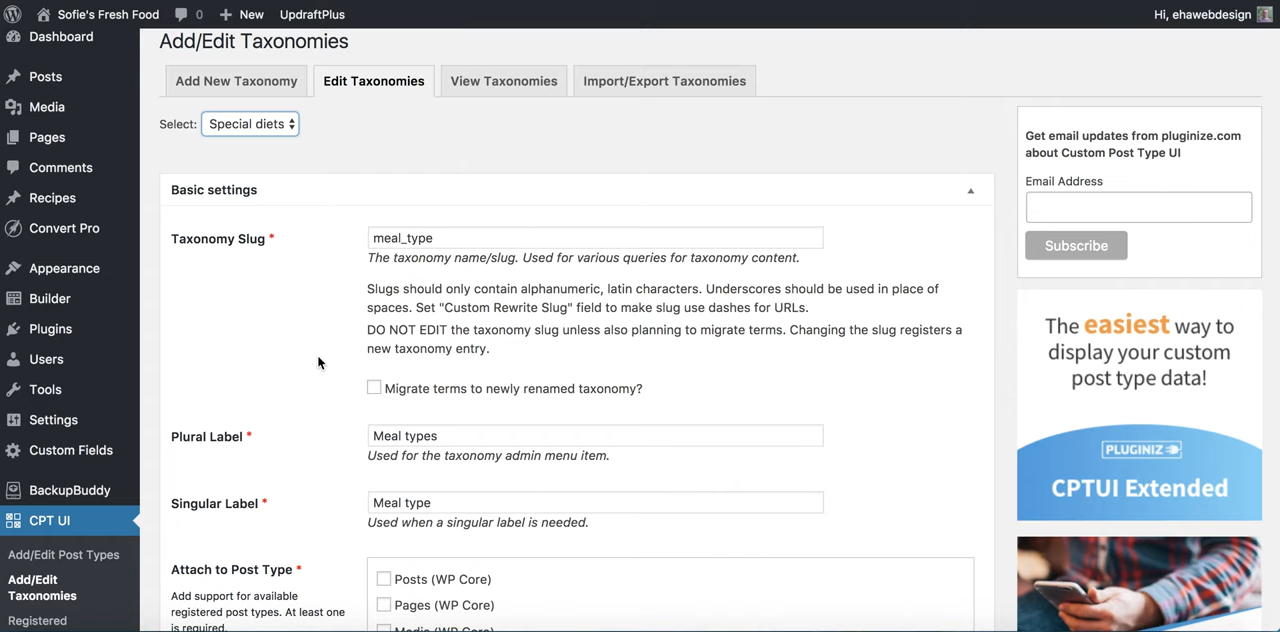 Sofie's Fresh Food 0 New UpdraftPlus Hi, ehawebdesign
Dashboard
Posts
Media
Pages
Comments
Recipes
Convert Pro
Appearance
Builder
Plugins
Users
Tools
Settings
Custom Fields
BackupBuddy
CPT UI
Add/Edit Post Types
Add/Edit
Taxonomies
Registered
Add/Edit Taxonomies
Add New Taxonomy Edit Taxonomies View Taxonomies Import/Export Taxonomies
Select: Special diets
Basic settings
Taxonomy Slug * meal_type
The taxonomy name/slug. Used for various queries for taxonomy content.
Slugs should only contain alphanumeric, latin characters. Underscores should be used in place of
spaces. Set "Custom Rewrite Slug" field to make slug use dashes for URLs.
DO NOT EDIT the taxonomy slug unless also planning to migrate terms. Changing the slug registers a
new taxonomy entry.
Migrate terms to newly renamed taxonomy?
Plural Label * Meal types
Used for the taxonomy admin menu item.
Singular Label * Meal type
Used when a singular label is needed.
Attach to Post Type *
Add support for available
registered post types. At least one
is required.
Posts (WP Core)
Pages (WP Core)
Media (WP Core)
Get email updates from pluginize.com
about Custom Post Type UI
Email Address
Subscribe
The easiest way to
display your custom
post type data!
PLUGINIZ
CPTUI Extended